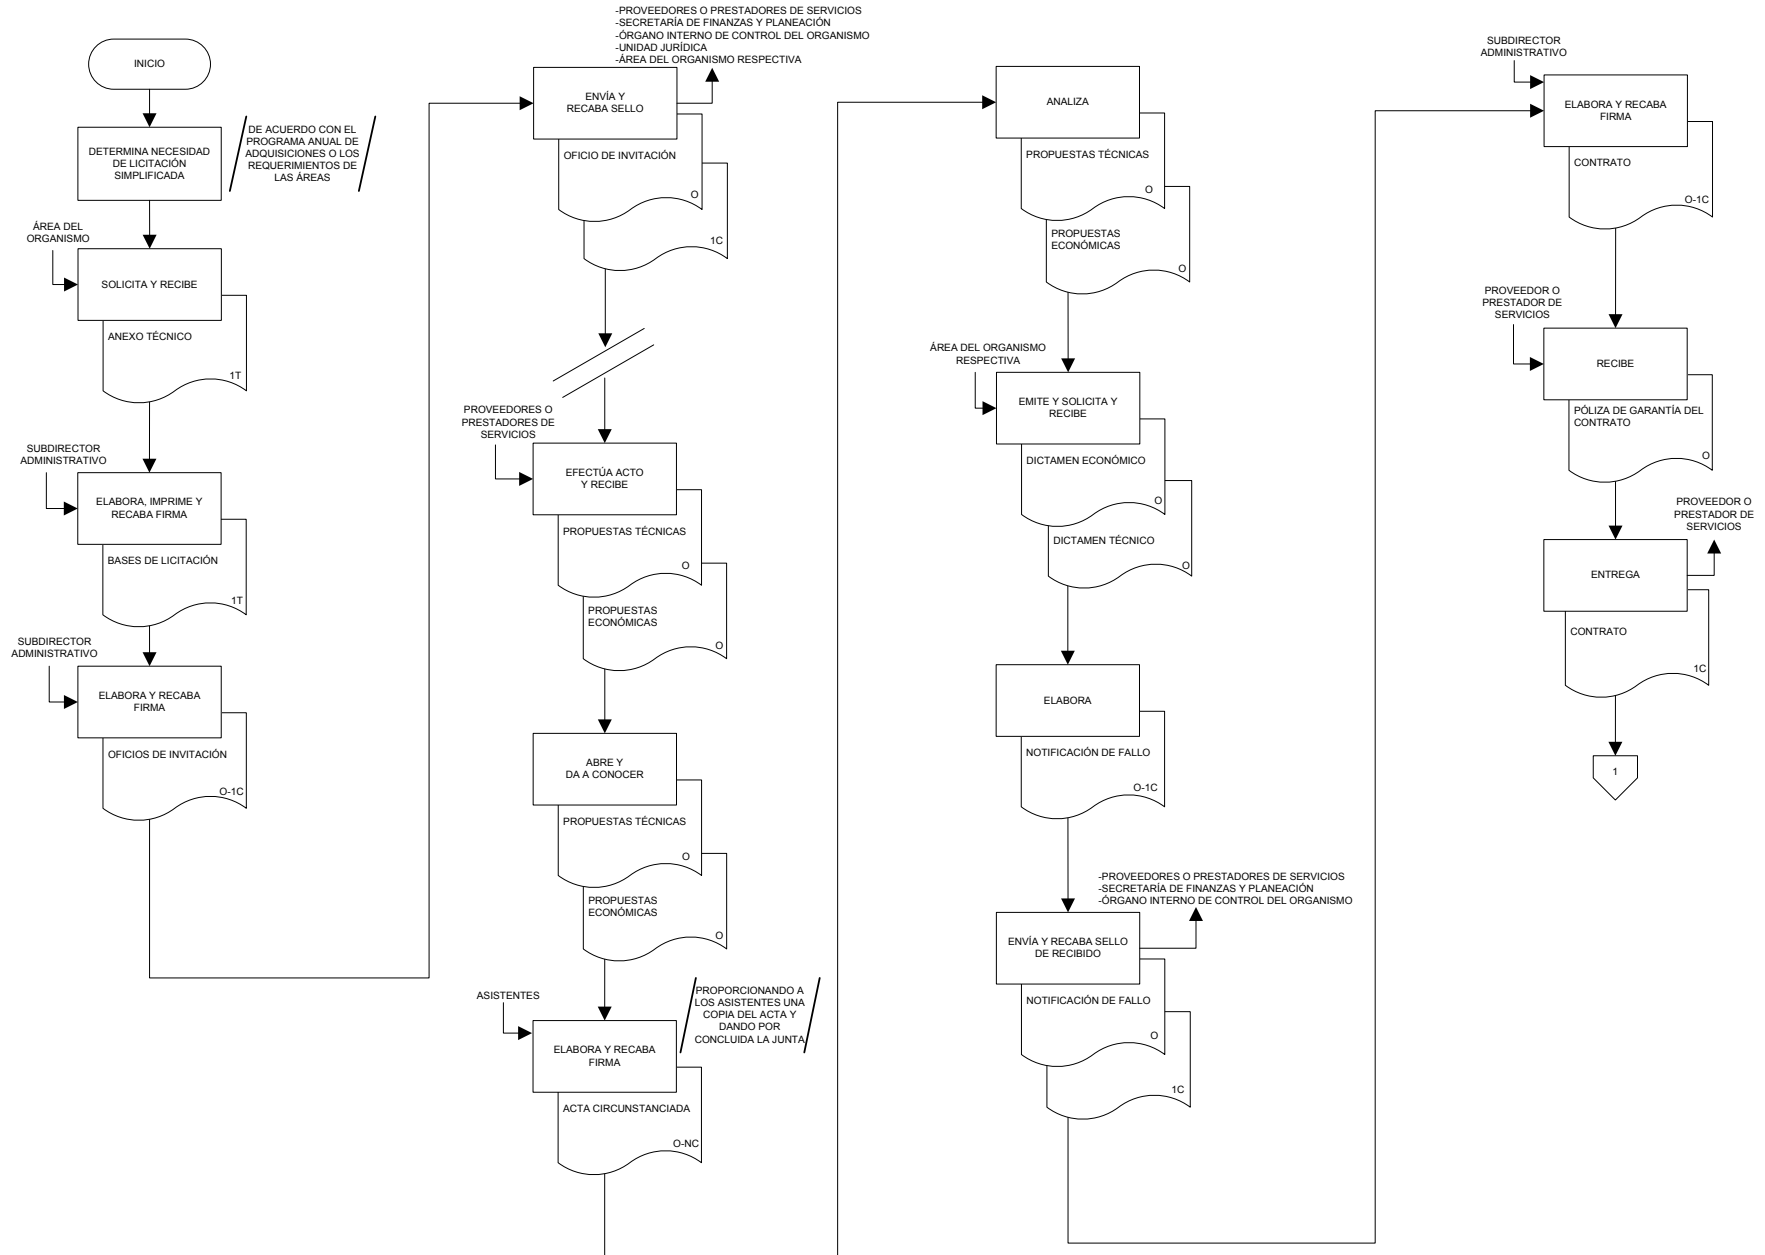 INICIO
DETERMINA NECESIDAD
DE LICITACIÓN
SIMPLIFICADA
DE ACUERDO CON EL
PROGRAMA ANUAL DE
ADQUISICIONES O LOS
REQUERIMIENTOS DE
LAS ÁREAS
ÁREA DEL
ORGANISMO
SOLICITA Y RECIBE
ANEXO TÉCNICO
1T
SUBDIRECTOR
ADMINISTRATIVO
ELABORA, IMPRIME Y
RECABA FIRMA
BASES DE LICITACIÓN
1T
SUBDIRECTOR
ADMINISTRATIVO
ELABORA Y RECABA
FIRMA
OFICIOS DE INVITACIÓN
O-1C
-PROVEEDORES O PRESTADORES DE SERVICIOS
-SECRETARÍA DE FINANZAS Y PLANEACIÓN
-ÓRGANO INTERNO DE CONTROL DEL ORGANISMO
-UNIDAD JURÍDICA
-ÁREA DEL ORGANISMO RESPECTIVA
ENVÍA Y
RECABA SELLO
OFICIO DE INVITACIÓN
O
1C
PROVEEDORES O
PRESTADORES DE
SERVICIOS
EFECTÚA ACTO
Y RECIBE
PROPUESTAS TÉCNICAS
O
PROPUESTAS
ECONÓMICAS
O
ABRE Y
DA A CONOCER
PROPUESTAS TÉCNICAS
O
PROPUESTAS
ECONÓMICAS
O
ASISTENTES
PROPORCIONANDO A
LOS ASISTENTES UNA
COPIA DEL ACTA Y
DANDO POR
CONCLUIDA LA JUNTA
ELABORA Y RECABA
FIRMA
ACTA CIRCUNSTANCIADA
O-NC
ANALIZA
PROPUESTAS TÉCNICAS
O
PROPUESTAS
ECONÓMICAS
O
ÁREA DEL ORGANISMO
RESPECTIVA
EMITE Y SOLICITA Y
RECIBE
DICTAMEN ECONÓMICO
O
DICTAMEN TÉCNICO
O
ELABORA
NOTIFICACIÓN DE FALLO
O-1C
-PROVEEDORES O PRESTADORES DE SERVICIOS
-SECRETARÍA DE FINANZAS Y PLANEACIÓN
-ÓRGANO INTERNO DE CONTROL DEL ORGANISMO
ENVÍA Y RECABA SELLO
DE RECIBIDO
NOTIFICACIÓN DE FALLO
O
1C
SUBDIRECTOR
ADMINISTRATIVO
ELABORA Y RECABA
FIRMA
CONTRATO
O-1C
PROVEEDOR O
PRESTADOR DE
SERVICIOS
RECIBE
PÓLIZA DE GARANTÍA DEL
CONTRATO
O
PROVEEDOR O
PRESTADOR DE
SERVICIOS
ENTREGA
CONTRATO
1C
1